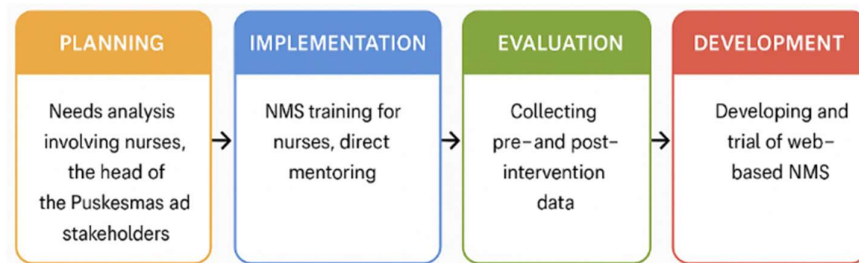 PLANNING
Needs analysis
involving nurses,
the head of
the Puskesmas ad
stakeholders
IMPLEMENTATION
NMS training for
nurses, direct
mentoring
EVALUATION
Collecting
pre– and post–
intervention
data
DEVELOPMENT
Developing and
trial of web–
based NMS